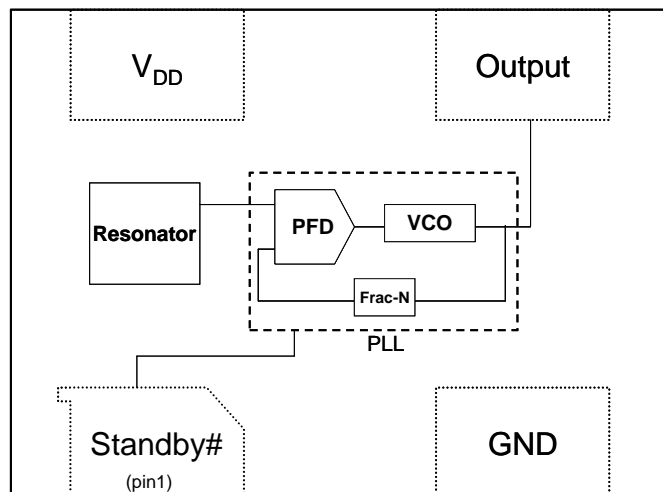 VDD
Output
Resonator
PFD
VCO
Frac-N
PLL
Standby#
(pin1)
GND